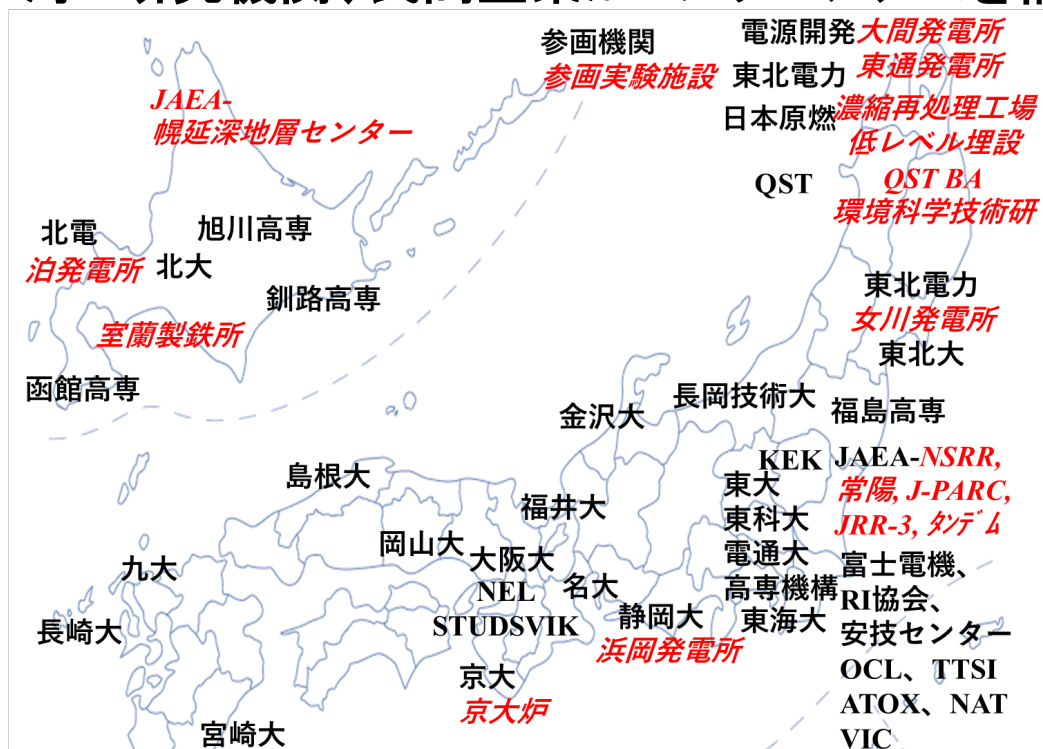 参画機関
参画実験施設
電源開発大間発電所
東北電力 東通発電所
日本原燃濃縮再処理工場
低レベル埋設
QST QST BA
環境科学技術研
JAEA-
幌延深地層センター
北電
泊発電所
旭川高専
北大
釧路高専
室蘭製鉄所
函館高専
東北電力
女川発電所
東北大
長岡技術大
福島高専
金沢大
KEK
JAEA-NSRR,
常陽, J-PARC,
JRR-3, タンデム
東大
東科大
電通大
高専機構
東海大
島根大
福井大
岡山大
大阪大
NEL
STUDSVIK
名大
静岡大
浜岡発電所
九大
長崎大
宮崎大
京大
京大炉
富士電機、
RI協会、
安技センター
OCL、TTSI
ATOX、NAT
VIC